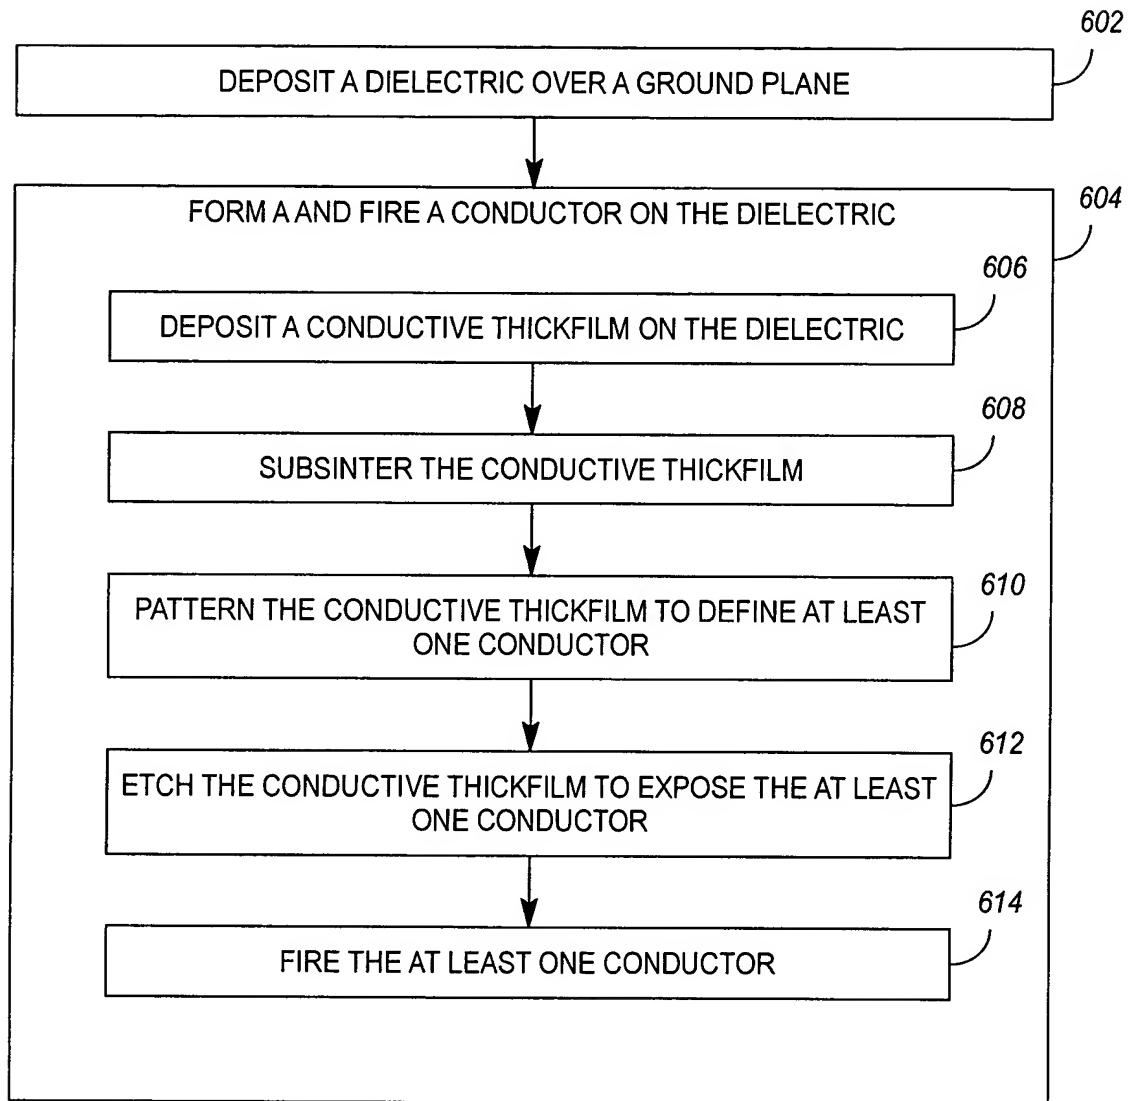 602
DEPOSIT A DIELECTRIC OVER A GROUND PLANE
604
FORM A AND FIRE A CONDUCTOR ON THE DIELECTRIC
606
DEPOSIT A CONDUCTIVE THICKFILM ON THE DIELECTRIC
608
SUBSINTER THE CONDUCTIVE THICKFILM
610
PATTERN THE CONDUCTIVE THICKFILM TO DEFINE AT LEAST
ONE CONDUCTOR
612
ETCH THE CONDUCTIVE THICKFILM TO EXPOSE THE AT LEAST
ONE CONDUCTOR
614
FIRE THE AT LEAST ONE CONDUCTOR